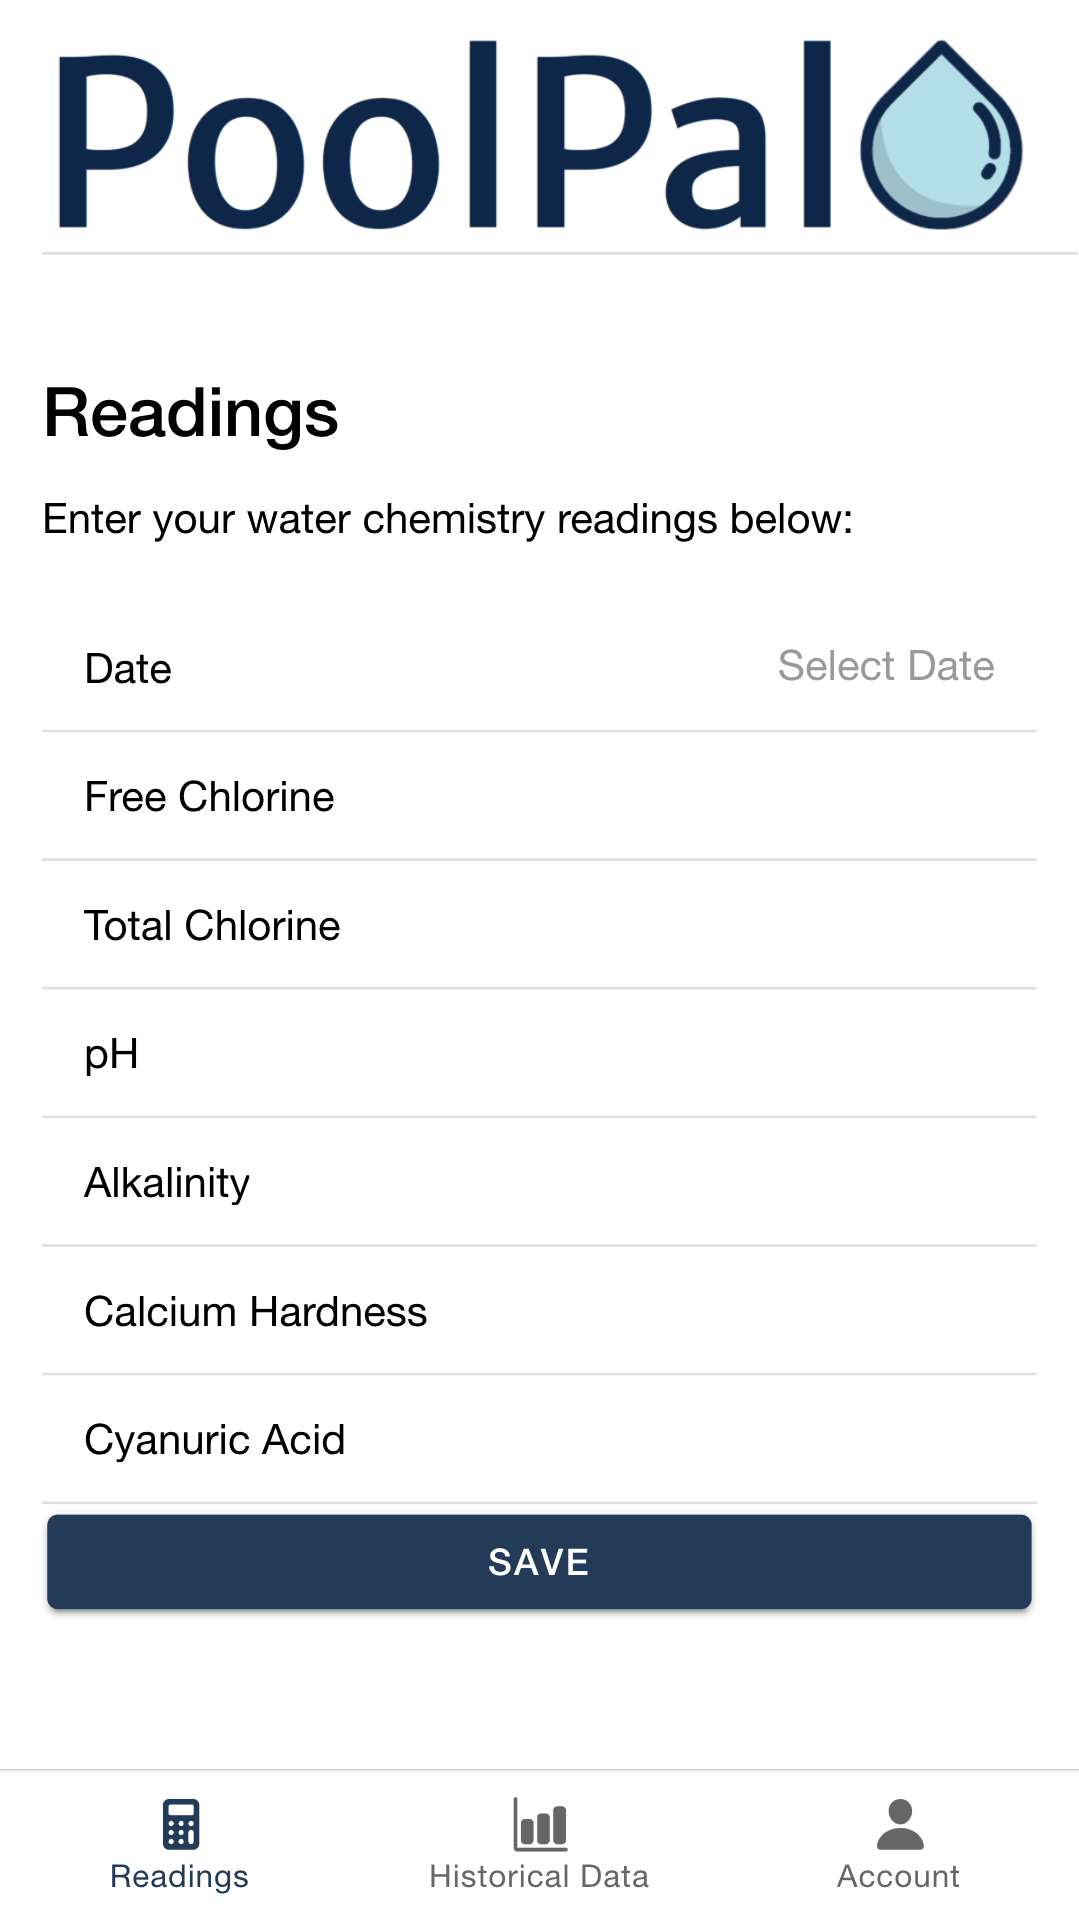 PoolPal
Readings
Enter your water chemistry readings below:
Date Select Date
Free Chlorine
Total Chlorine
pH
Alkalinity
Calcium Hardness
Cyanuric Acid
SAVE
Readings Historical Data Account